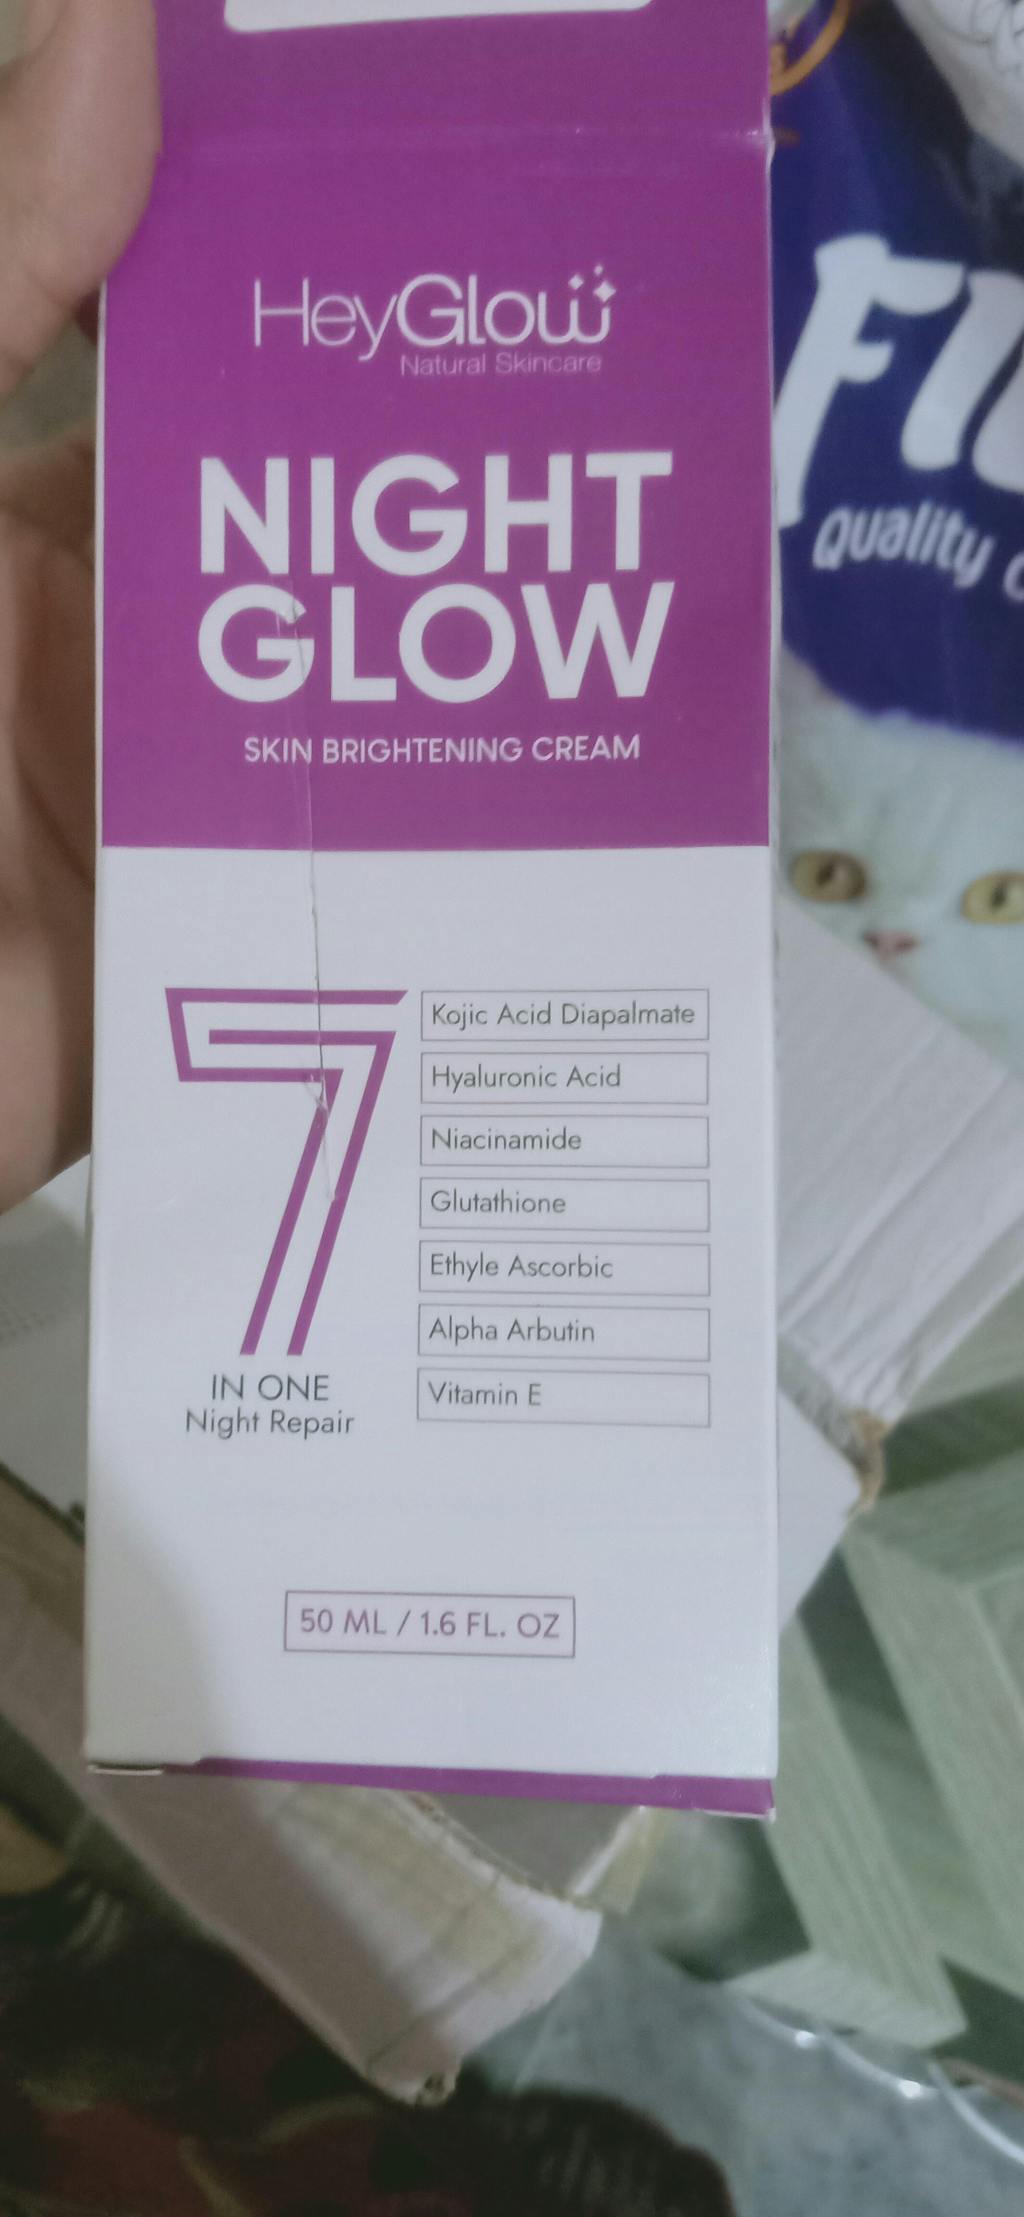 HeyGlow
Natural Skincare
NIGHT
GLOW
SKIN BRIGHTENING CREAM
7
IN ONE
Night Repair
Kojic Acid Diapalmate
Hyaluronic Acid
Niacinamide
Glutathione
Ethyle Ascorbic
Alpha Arbutin
Vitamin E
50 ML / 1.6 FL. OZ
Quality